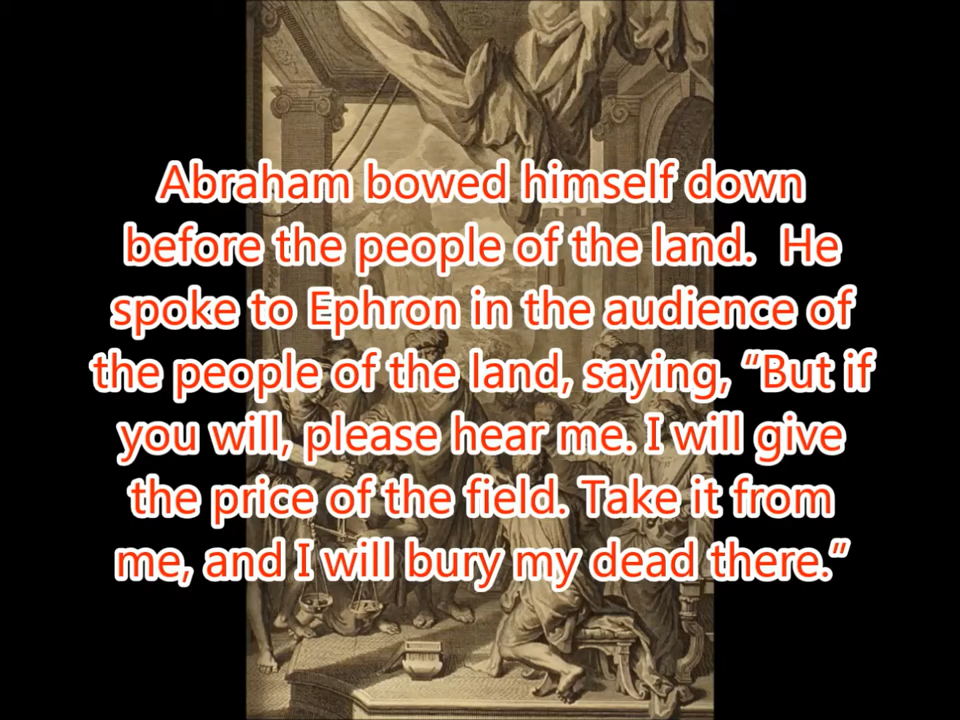 Abraham bowed himself down
before the people of the land.  He
spoke to Ephron in the audience of
the people of the land, saying, “But if
you will, please hear me. I will give
the price of the field. Take it from
me, and I will bury my dead there.”